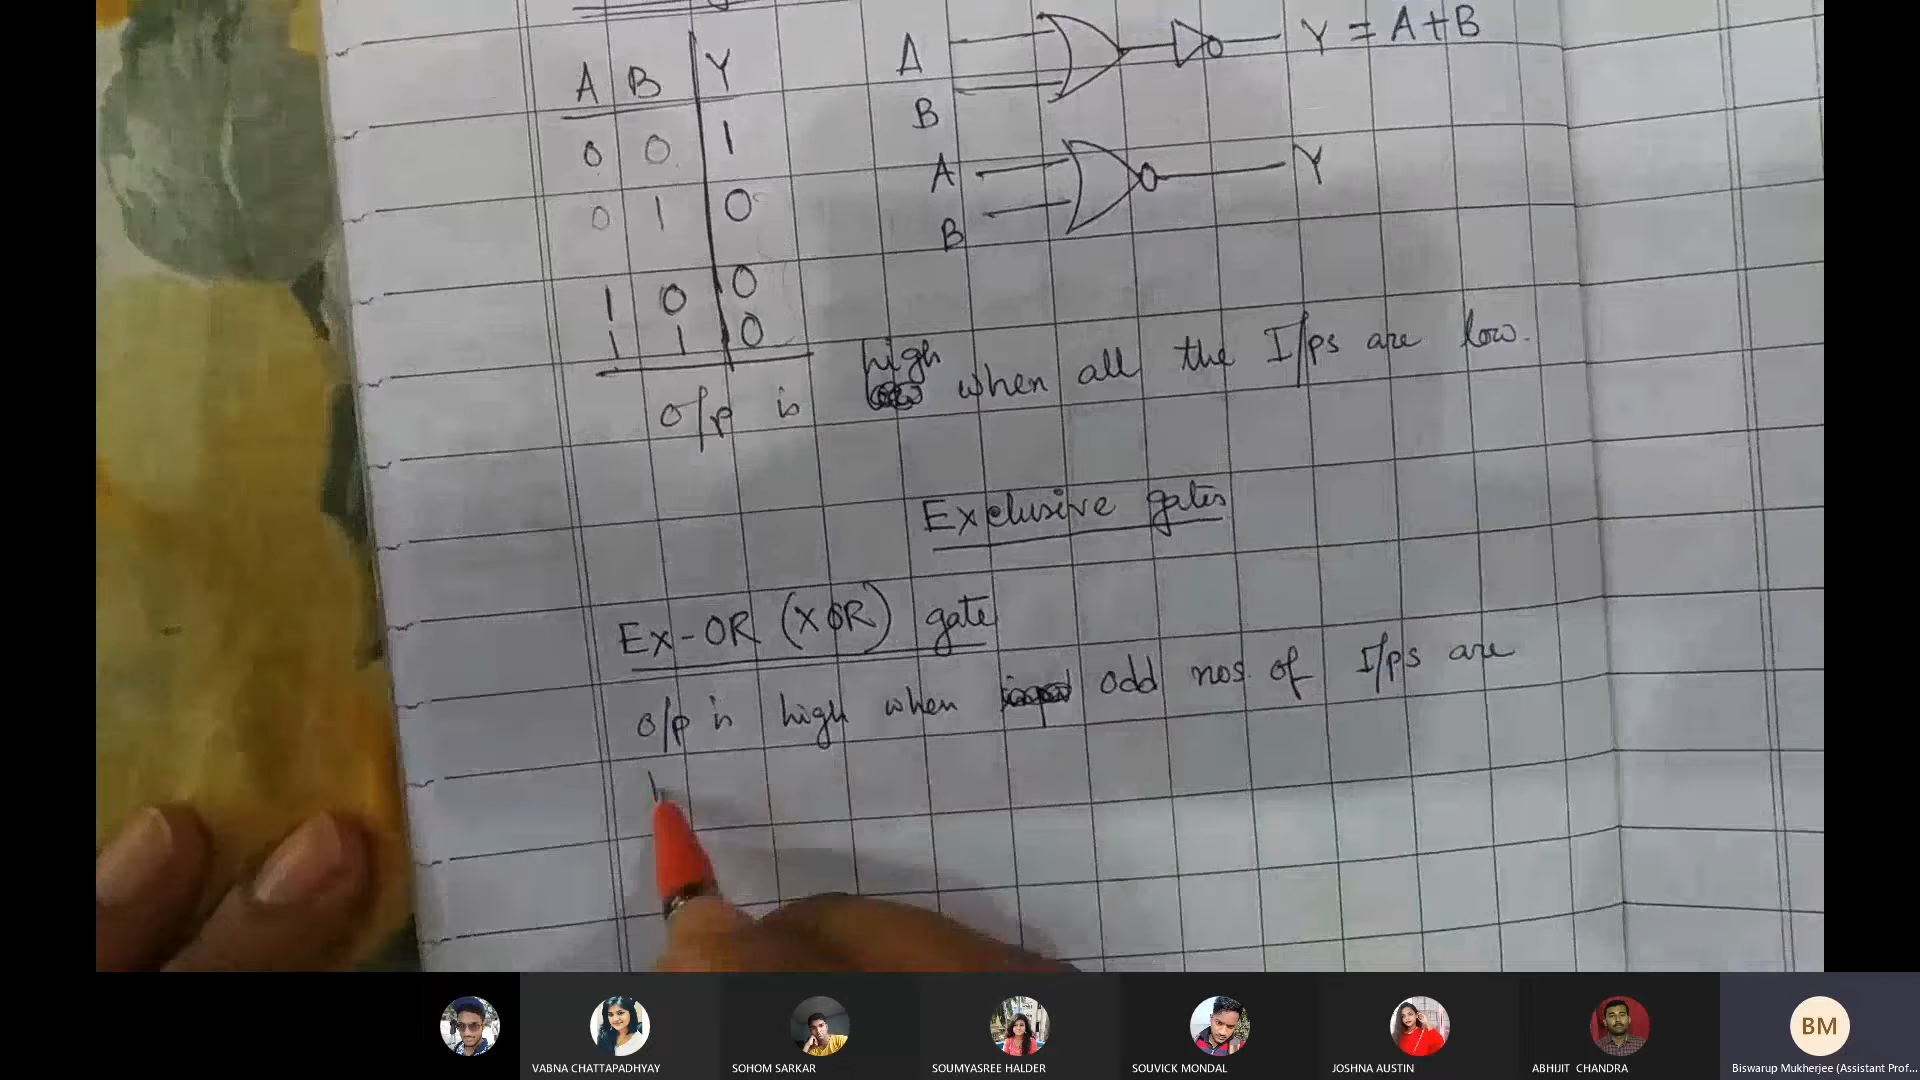 A B Y
0 0 1
0 1 0
1 0 0
1 1 0
A
B
Y = A+B
A
B
Y
o/p is high when all the I/ps are low.
Exclusive gates
Ex-OR (XOR) gate
o/p is high when odd nos. of I/ps are
VABNA CHATTAPADHYAY
SOHOM SARKAR
SOUMYASREE HALDER
SOUVICK MONDAL
JOSHNA AUSTIN
ABHIJIT CHANDRA
BM
Biswarup Mukherjee (Assistant Prof...